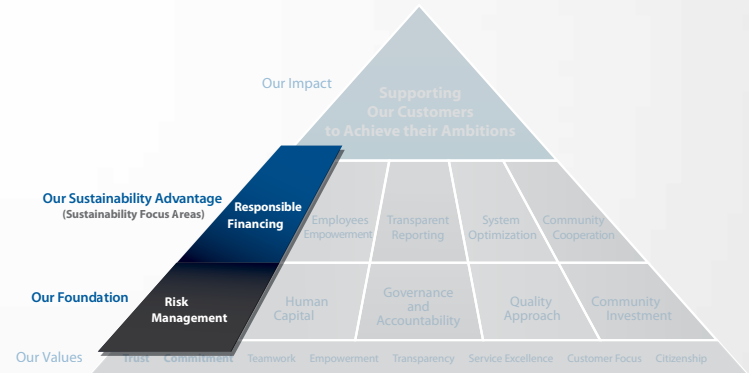 Our Impact
Supporting
Our Customers
to Achieve their Ambitions
Our Sustainability Advantage
(Sustainability Focus Areas)
Responsible
Financing
Employees
Empowerment
Transparent
Reporting
System
Optimization
Community
Cooperation
Our Foundation
Risk
Management
Human
Capital
Governance
and
Accountability
Quality
Approach
Community
Investment
Our Values
Trust Commitment Teamwork Empowerment Transparency Service Excellence Customer Focus Citizenship